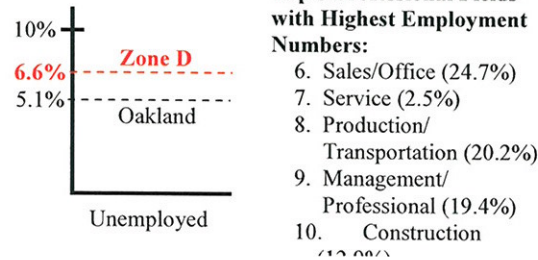 10%
Zone D
6.6%
5.1%
Oakland
Unemployed
with Highest Employment
Numbers:
6. Sales/Office (24.7%)
7. Service (2.5%)
8. Production/
Transportation (20.2%)
9. Management/
Professional (19.4%)
10. Construction